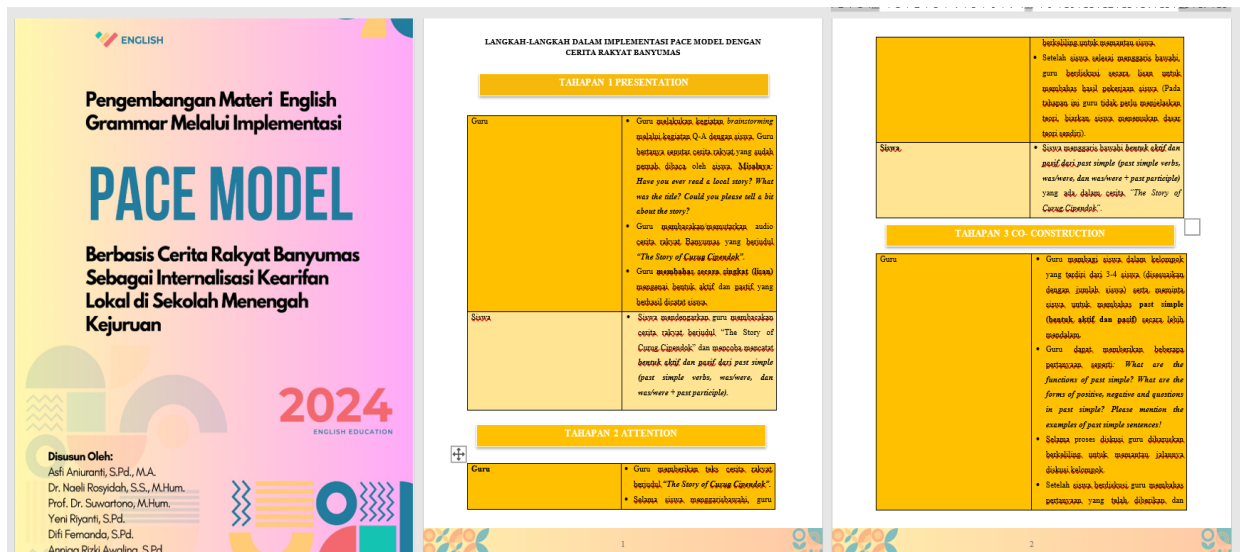 ENGLISH
Pengembangan Materi English
Grammar Melalui Implementasi
PACE MODEL
Berbasis Cerita Rakyat Banyumas
Sebagai Internalisasi Kearifan
Lokal di Sekolah Menengah
Kejuruan
2024
ENGLISH EDUCATION
Disusun Oleh:
Asfi Aniuranti, S.Pd., M.A.
Dr. Naeli Rosyidah, S.S., M.Hum.
Prof. Dr. Suwartono, M.Hum.
Yeni Riyanti, S.Pd.
Difi Fernanda, S.Pd.
Annisa Rizki Awalina, S.Pd.
LANGKAH-LANGKAH DALAM IMPLEMENTASI PACE MODEL DENGAN
CERITA RAKYAT BANYUMAS
TAHAPAN 1 PRESENTATION
Guru
• Guru melakukan kegiatan brainstorming
melalui kegiatan Q-A dengan siswa. Guru
bertanya seputar cerita rakyat yang sudah
pernah dibaca oleh siswa. Misalnya:
Have you ever read a local story? What
was the title? Could you please tell a bit
about the story?
• Guru membacakan/memutarkan audio
cerita rakyat Banyumas yang berjudul
"The Story of Curug Cipendok".
• Guru membahas secara singkat (lisan)
mengenai bentuk aktif dan pastif yang
berhasil dicatat siswa.
Siswa
• Siswa mendengarkan guru membacakan
cerita rakyat berjudul "The Story of
Curug Cipendok" dan mencoba mencatat
bentuk aktif dan pasif dari past simple
(past simple verbs, was/were, dan
was/were + past participle).
TAHAPAN 2 ATTENTION
Guru
• Guru memberikan teks cerita rakyat
berjudul "The Story of Curug Cipendok".
• Selama siswa menggarisbawahi, guru
1
berkeliling untuk memantau siswa.
• Setelah siswa selesai menggaris bawahi,
guru berdiskusi secara lisan untuk
membahas hasil pekerjaan siswa (Pada
tahapan ini guru tidak perlu menjelaskan
teori, biarkan siswa menemukan dasar
teori sendiri).
Siswa
• Siswa menggaris bawahi bentuk aktif dan
pasif dari past simple (past simple verbs,
was/were, dan was/were + past participle)
yang ada dalam cerita "The Story of
Curug Cipendok".
TAHAPAN 3 CO- CONSTRUCTION
Guru
• Guru membagi siswa dalam kelompok
yang terdiri dari 3-4 siswa (disesuaikan
dengan jumlah siswa) serta meminta
siswa untuk membahas past simple
(bentuk aktif dan pasif) secara lebih
mendalam.
• Guru dapat memberikan beberapa
pertanyaan seperti: What are the
functions of past simple? What are the
forms of positive, negative and questions
in past simple? Please mention the
examples of past simple sentences!
• Selama proses diskusi guru diharuskan
berkeliling untuk memantau jalannya
diskusi kelompok.
• Setelah siswa berdiskusi, guru membahas
pertanyaan yang telah diberikan, dan
2